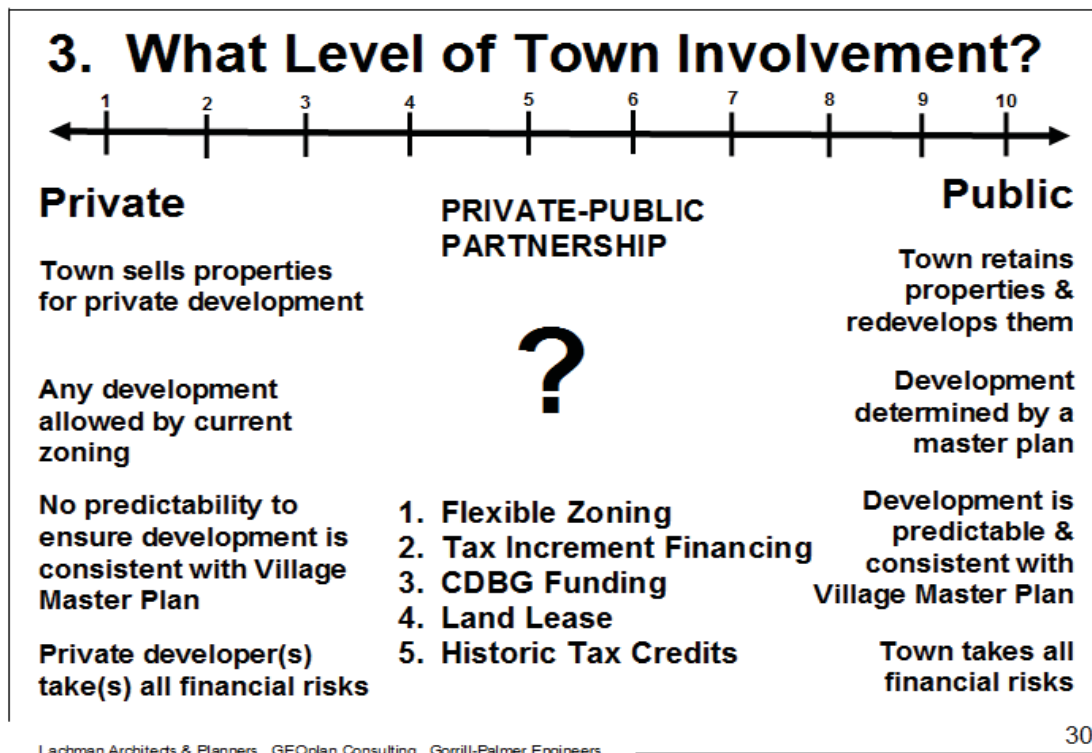 3. What Level of Town Involvement?
1 2 3 4 5 6 7 8 9 10
Private
Town sells properties
for private development
Any development
allowed by current
zoning
No predictability to
ensure development is
consistent with Village
Master Plan
Private developer(s)
take(s) all financial risks
PRIVATE-PUBLIC
PARTNERSHIP
?
1. Flexible Zoning
2. Tax Increment Financing
3. CDBG Funding
4. Land Lease
5. Historic Tax Credits
Public
Town retains
properties &
redevelops them
Development
determined by a
master plan
Development is
predictable &
consistent with
Village Master Plan
Town takes all
financial risks
30
Lachman Architects & Planners GEOplan Consulting Gorrill-Palmer Engineers